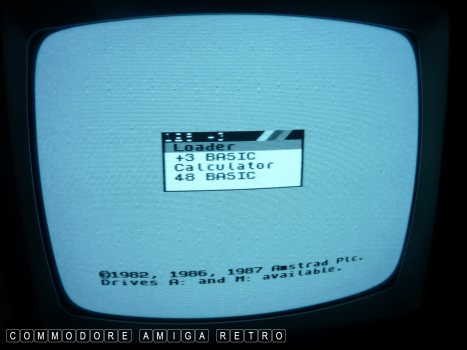 Loader
+3 BASIC
Calculator
48 BASIC
©1982, 1986, 1987 Amstrad Plc.
Drives A: and M: available.
COMMODORE AMIGA RETRO